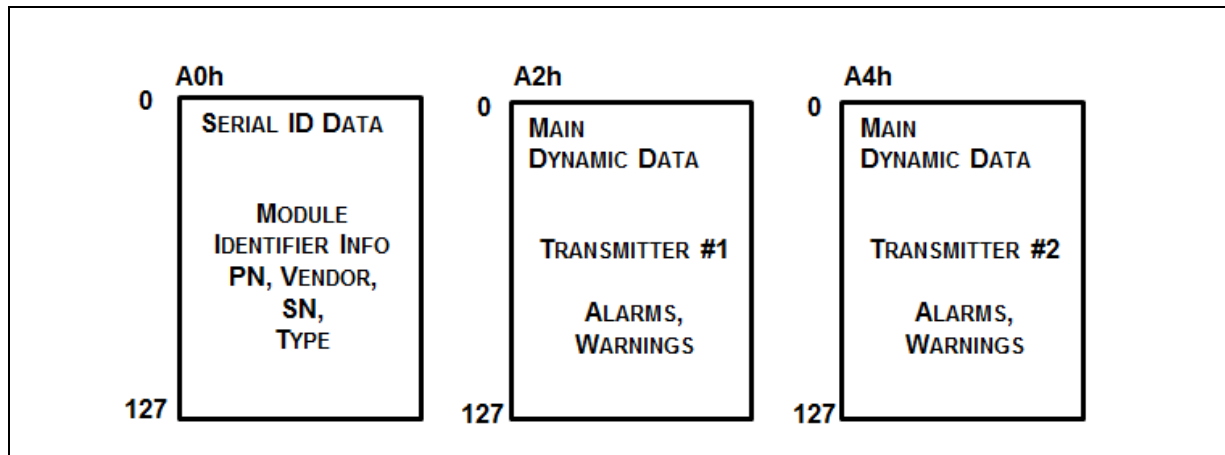 A0h
0
SERIAL ID DATA
MODULE
IDENTIFIER INFO
PN, VENDOR,
SN,
TYPE
127
A2h
0
MAIN
DYNAMIC DATA
TRANSMITTER #1
ALARMS,
WARNINGS
127
A4h
0
MAIN
DYNAMIC DATA
TRANSMITTER #2
ALARMS,
WARNINGS
127